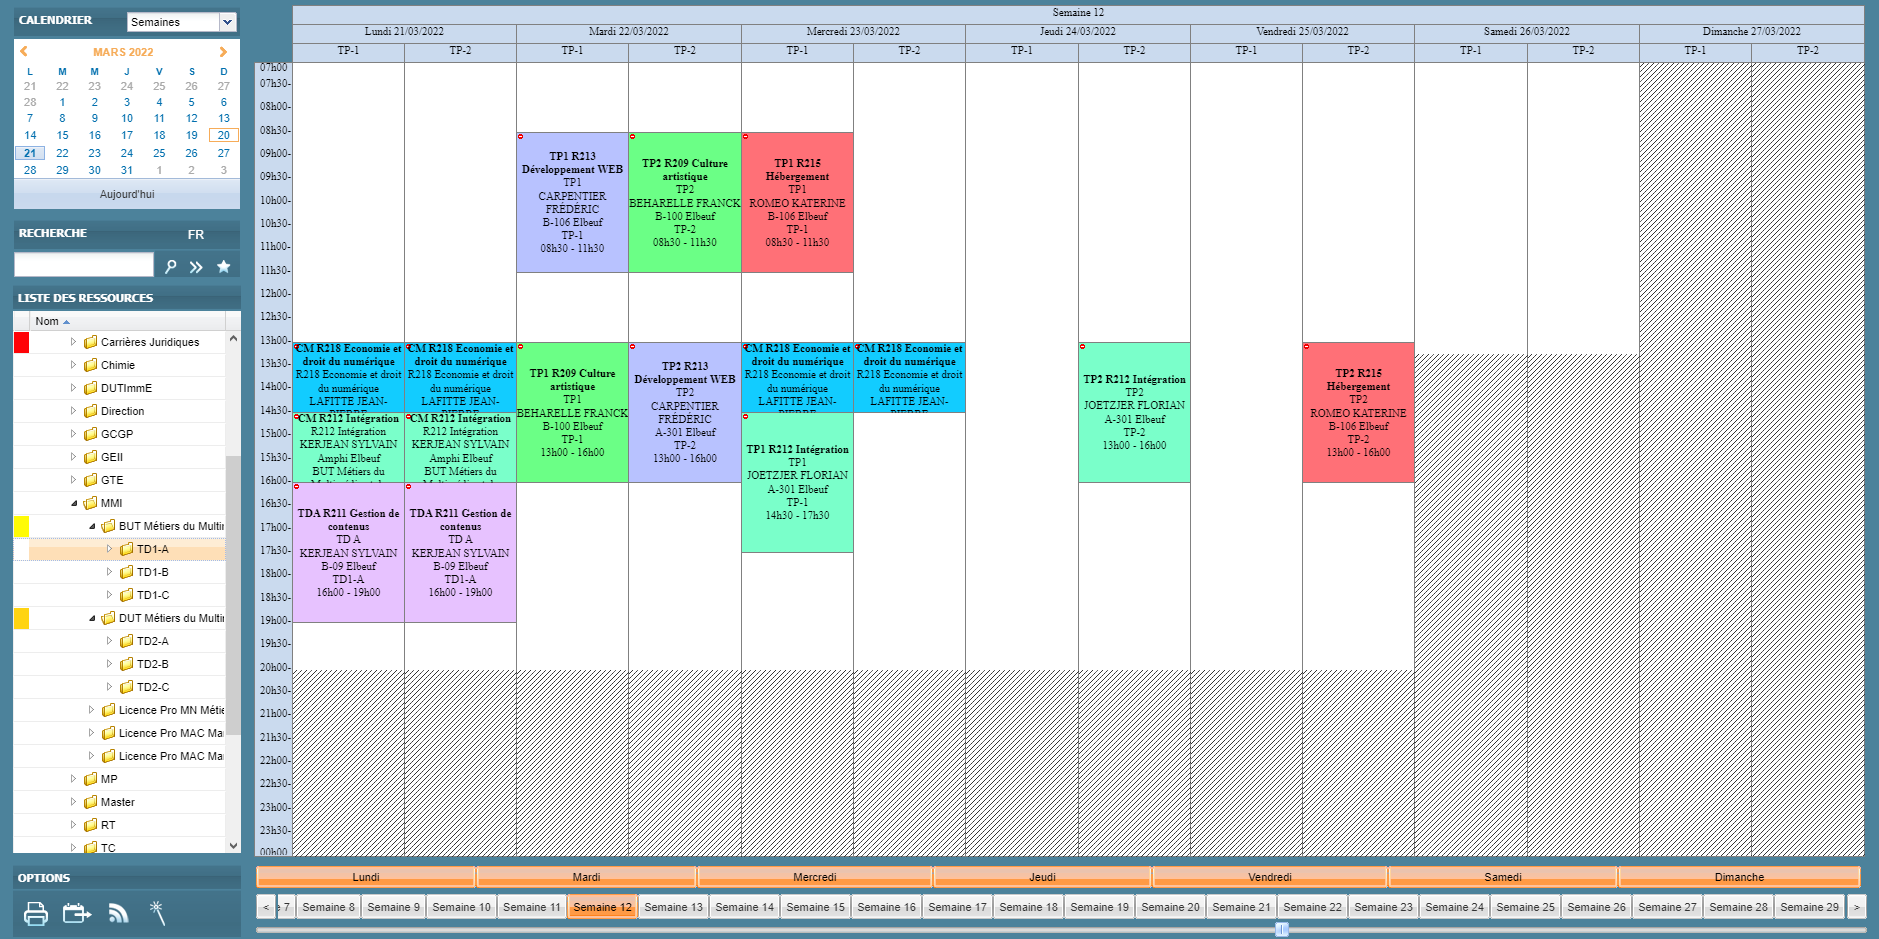 CALENDRIER
Semaines
MARS 2022
L M M J V S D
21 22 23 24 25 26 27
28 1 2 3 4 5 6
7 8 9 10 11 12 13
14 15 16 17 18 19 20
21 22 23 24 25 26 27
28 29 30 31 1 2 3
Aujourd'hui
RECHERCHE FR
LISTE DES RESSOURCES
Nom
Carrières Juridiques
Chimie
DUTImmE
Direction
GCGP
GEII
GTE
MMI
BUT Métiers du Multin
TD1-A
TD1-B
TD1-C
DUT Métiers du Multin
TD2-A
TD2-B
TD2-C
Licence Pro MN Métie
Licence Pro MAC Mar
Licence Pro MAC Mar
MP
Master
RT
TC
OPTIONS
Semaine 12
Lundi 21/03/2022 Mardi 22/03/2022 Mercredi 23/03/2022 Jeudi 24/03/2022 Vendredi 25/03/2022 Samedi 26/03/2022 Dimanche 27/03/2022
TP-1 TP-2 TP-1 TP-2 TP-1 TP-2 TP-1 TP-2 TP-1 TP-2 TP-1 TP-2 TP-1 TP-2
07h00
07h30-
08h00-
08h30-
09h00-
09h30-
10h00-
10h30-
11h00-
11h30-
12h00-
12h30-
13h00-
13h30-
14h00-
14h30-
15h00-
15h30-
16h00-
16h30-
17h00-
17h30-
18h00-
18h30-
19h00-
19h30-
20h00-
20h30-
21h00-
21h30-
22h00-
22h30-
23h00-
23h30-
00h00
CM R218 Economie et
droit du numérique
R218 Economie et droit
du numérique
LAFITTE JEAN-
PIERRE
CM R212 Intégration
R212 Intégration
KERJEAN SYLVAIN
Amphi Elbeuf
BUT Métiers du
TDA R211 Gestion de
contenus
TD A
KERJEAN SYLVAIN
B-09 Elbeuf
TD1-A
16h00 - 19h00
CM R218 Economie et
droit du numérique
R218 Economie et droit
du numérique
LAFITTE JEAN-
PIERRE
CM R212 Intégration
R212 Intégration
KERJEAN SYLVAIN
Amphi Elbeuf
BUT Métiers du
TDA R211 Gestion de
contenus
TD A
KERJEAN SYLVAIN
B-09 Elbeuf
TD1-A
16h00 - 19h00
TP1 R213
Développement WEB
TP1
CARPENTIER
FRÉDÉRIC
B-106 Elbeuf
TP-1
08h30 - 11h30
TP1 R209 Culture
artistique
TP1
BEHARELLE FRANCK
B-100 Elbeuf
TP-1
13h00 - 16h00
TP2 R209 Culture
artistique
TP2
BEHARELLE FRANCK
B-100 Elbeuf
TP-2
08h30 - 11h30
TP2 R213
Développement WEB
TP2
CARPENTIER
FRÉDÉRIC
A-301 Elbeuf
TP-2
13h00 - 16h00
TP1 R215
Hébergement
TP1
ROMEO KATERINE
B-106 Elbeuf
TP-1
08h30 - 11h30
CM R218 Economie et
droit du numérique
R218 Economie et droit
du numérique
LAFITTE JEAN-
PIERRE
TP1 R212 Intégration
TP1
JOETZJER FLORIAN
A-301 Elbeuf
TP-1
14h30 - 17h30
CM R218 Economie et
droit du numérique
R218 Economie et droit
du numérique
LAFITTE JEAN-
PIERRE
TP2 R212 Intégration
TP2
JOETZJER FLORIAN
A-301 Elbeuf
TP-2
13h00 - 16h00
TP2 R215
Hébergement
TP2
ROMEO KATERINE
B-106 Elbeuf
TP-2
13h00 - 16h00
Lundi Mardi Mercredi Jeudi Vendredi Samedi Dimanche
< 7 Semaine 8 Semaine 9 Semaine 10 Semaine 11 Semaine 12 Semaine 13 Semaine 14 Semaine 15 Semaine 16 Semaine 17 Semaine 18 Semaine 19 Semaine 20 Semaine 21 Semaine 22 Semaine 23 Semaine 24 Semaine 25 Semaine 26 Semaine 27 Semaine 28 Semaine 29 >